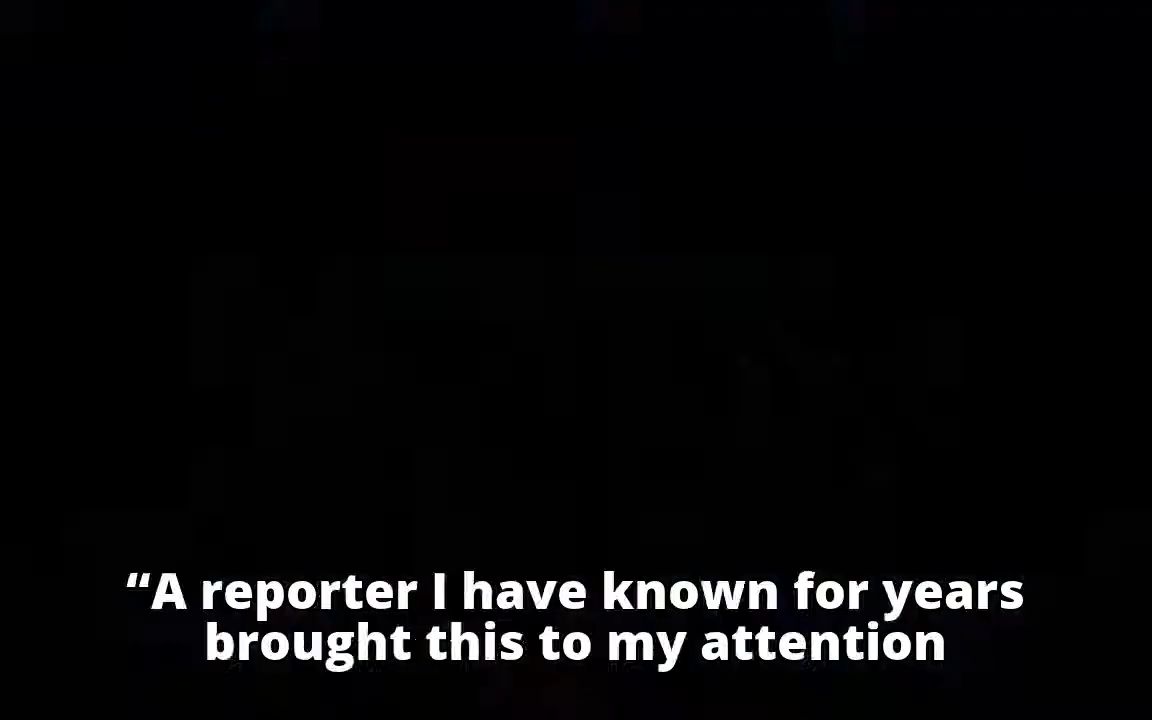 “A reporter I have known for years
brought this to my attention